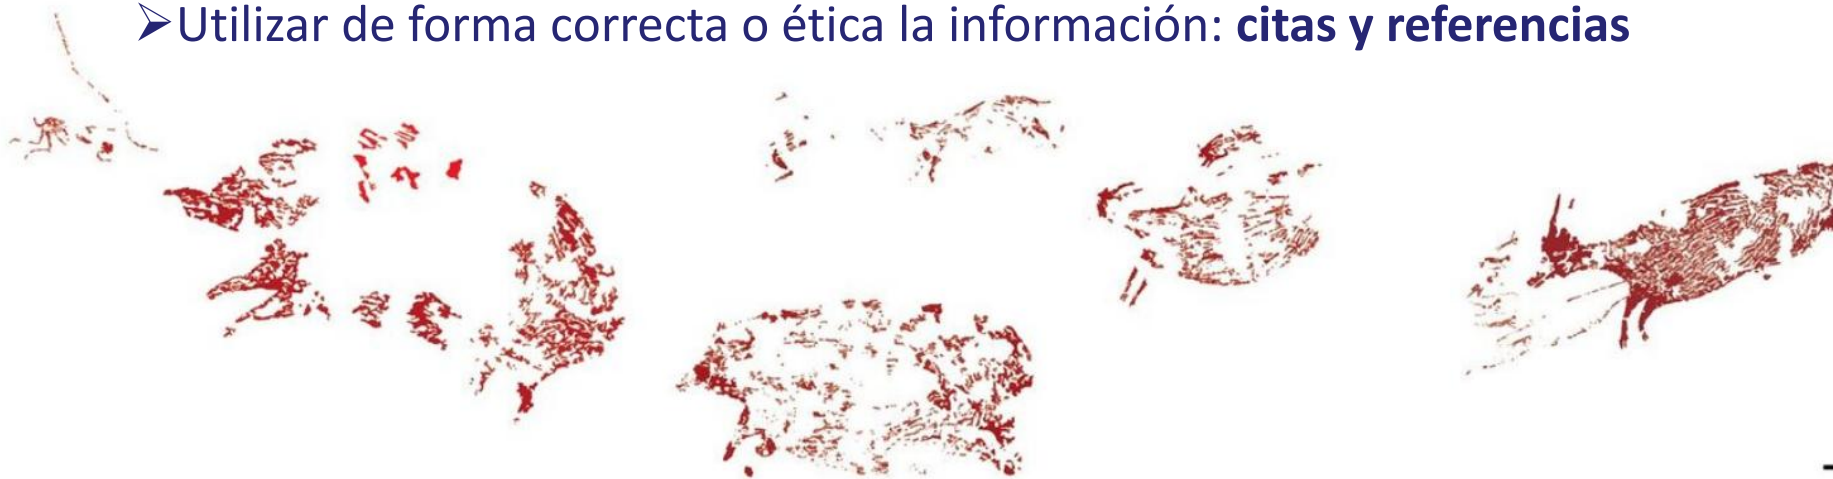 ➢Utilizar de forma correcta o ética la información: citas y referencias